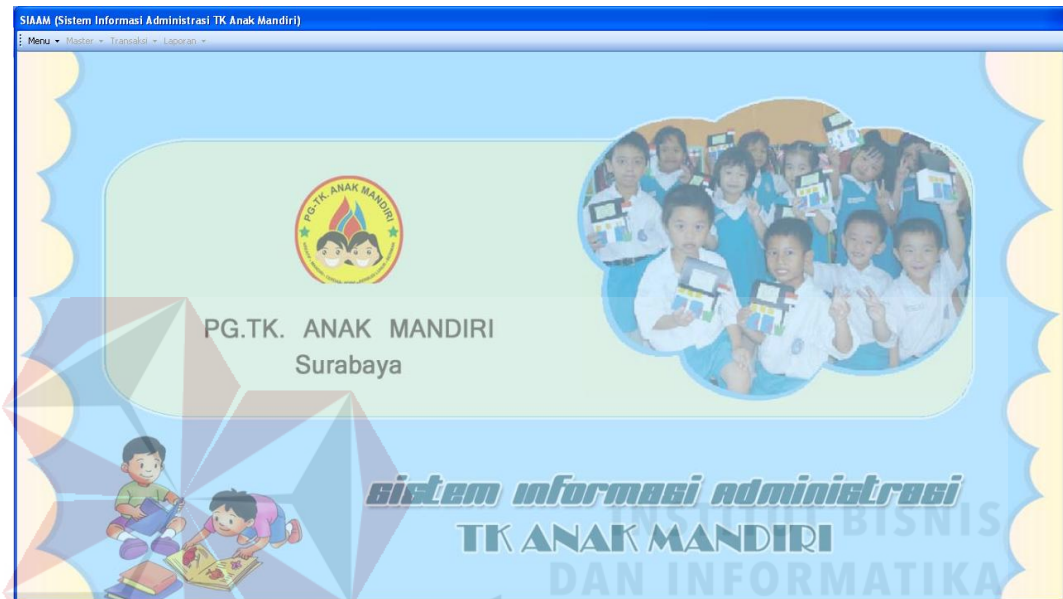 SIAAM (Sistem Informasi Administrasi TK Anak Mandiri)
Menu Master Transaksi Laporan
PG-TK. ANAK MANDIRI
PG.TK. ANAK MANDIRI
Surabaya
sistem informasi administrasi
TK ANAK MANDIRI
INSTITUT BISNIS
DAN INFORMATIKA